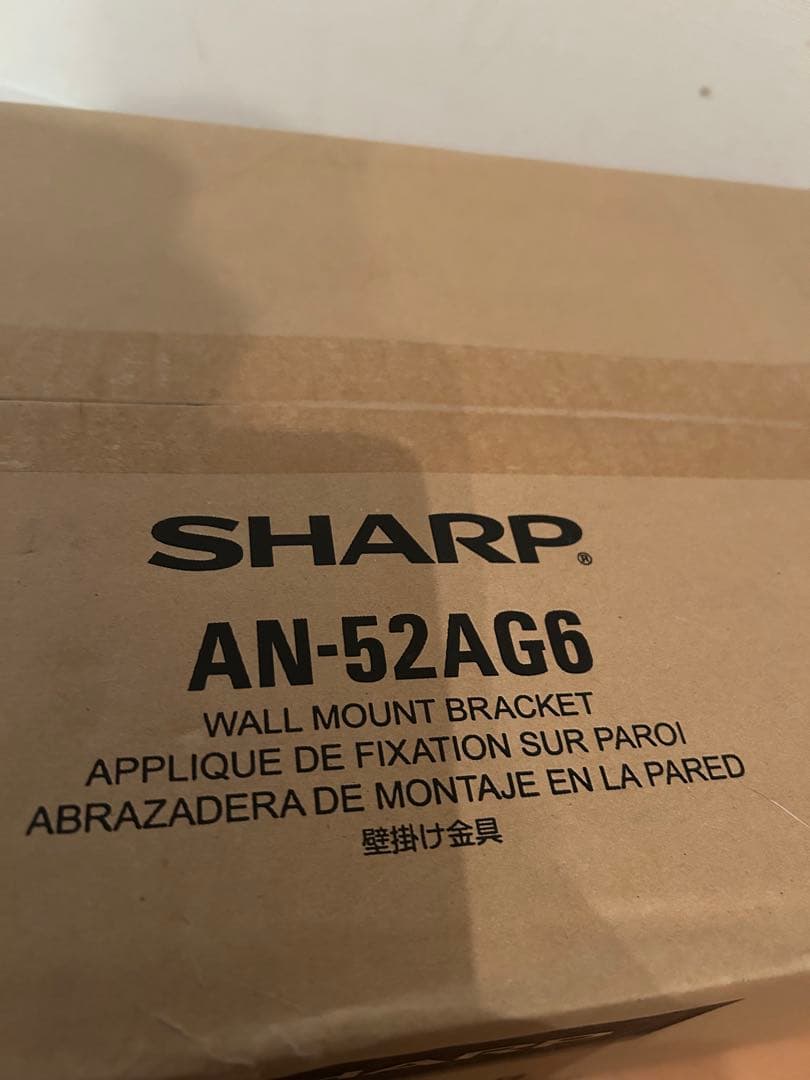 SHARP®
AN-52AG6
WALL MOUNT BRACKET
APPLIQUE DE FIXATION SUR PAROI
ABRAZADERA DE MONTAJE EN LA PARED
壁掛け金具